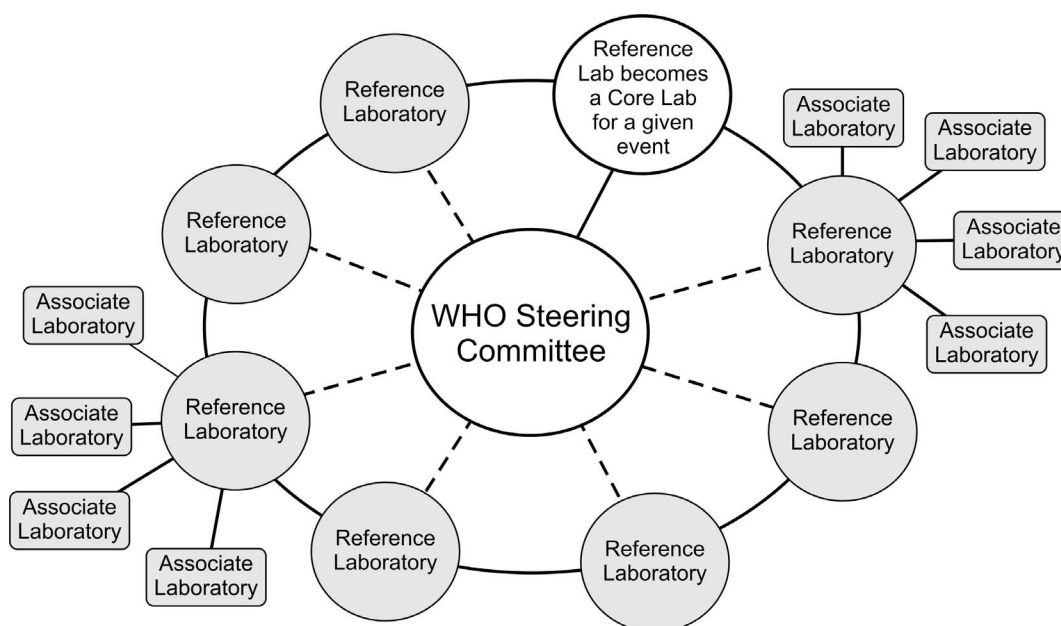 Reference
Lab becomes
a Core Lab
for a given
event
Reference
Laboratory
Associate
Laboratory
Associate
Laboratory
Reference
Laboratory
Reference
Laboratory
Associate
Laboratory
Associate
Laboratory
WHO Steering
Committee
Associate
Laboratory
Reference
Laboratory
Associate
Laboratory
Reference
Laboratory
Associate
Laboratory
Reference
Laboratory
Reference
Laboratory
Associate
Laboratory